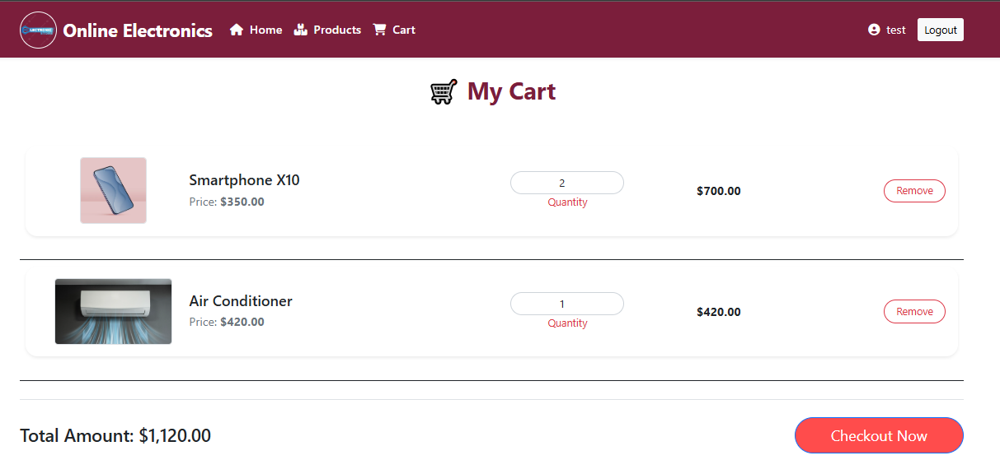 Online Electronics Home Products Cart test Logout
My Cart
Smartphone X10
Price: $350.00
2
Quantity
$700.00
Remove
Air Conditioner
Price: $420.00
1
Quantity
$420.00
Remove
Total Amount: $1,120.00
Checkout Now